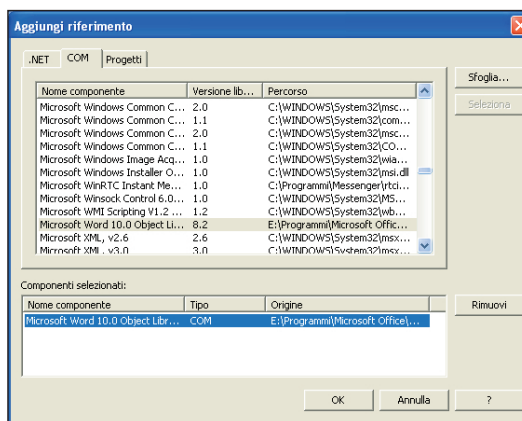 Aggiungi riferimento
.NET COM Progetti
Nome componente Versione lib... Percorso
Microsoft Windows Common C... 2.0 C:\WINDOWS\System32\msc...
Microsoft Windows Common C... 1.1 C:\WINDOWS\System32\com...
Microsoft Windows Common C... 2.0 C:\WINDOWS\System32\msc...
Microsoft Windows Common C... 1.1 C:\WINDOWS\System32\CO...
Microsoft Windows Image Acq... 1.0 C:\WINDOWS\System32\wia...
Microsoft Windows Installer O... 1.0 C:\WINDOWS\System32\msi.dll
Microsoft WinRTC Instant Me... 1.0 C:\Programmi\Messenger\rtci...
Microsoft Winsock Control 6.0... 1.0 C:\WINDOWS\System32\MS...
Microsoft WMI Scripting V1.2 ... 1.2 C:\WINDOWS\System32\wb...
Microsoft Word 10.0 Object Li... 8.2 E:\Programmi\Microsoft Offic...
Microsoft XML, v2.6 2.6 C:\WINDOWS\System32\msx...
Microsoft XML, v3.0 3.0 C:\WINDOWS\System32\msx...
Sfoglia...
Seleziona
Componenti selezionati:
Nome componente Tipo Origine
Microsoft Word 10.0 Object Libr... COM E:\Programmi\Microsoft Office\...
Rimuovi
OK Annulla ?